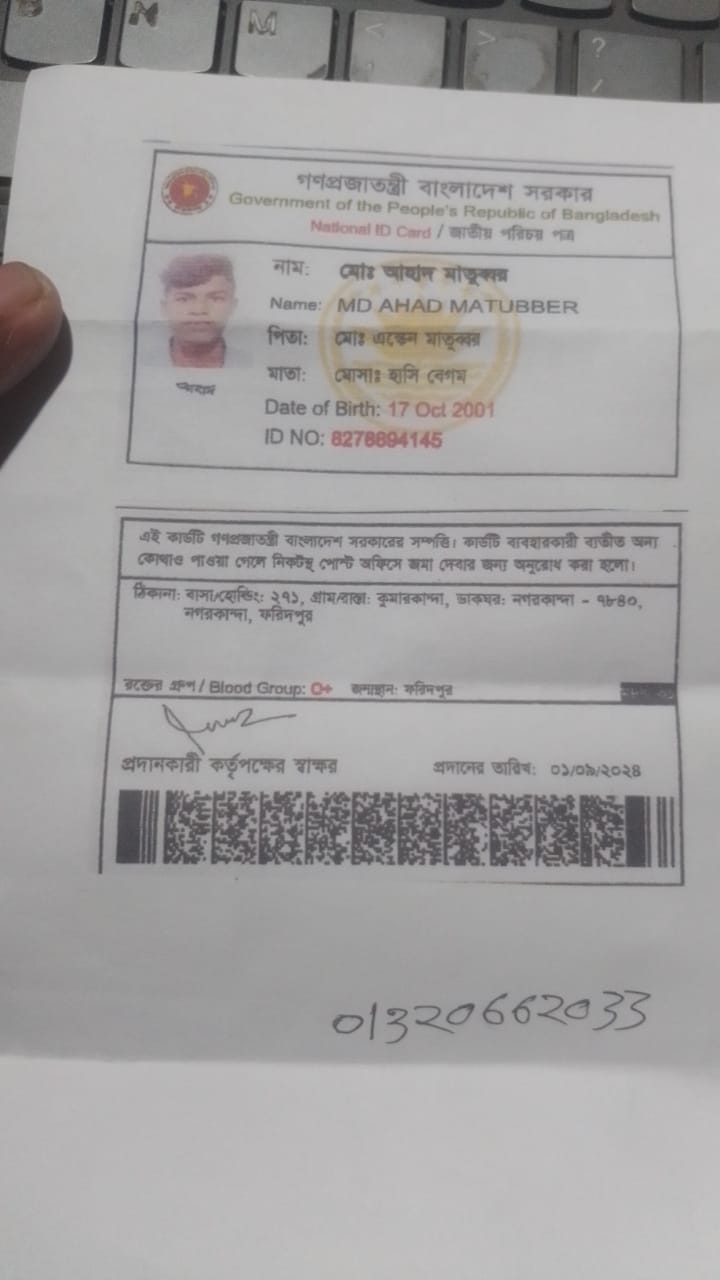 B N M < > , ? /
গণপ্রজাতন্ত্রী বাংলাদেশ সরকার
Government of the People's Republic of Bangladesh
National ID Card / জাতীয় পরিচয় পত্র
নাম: মোঃ আহাদ মাতুব্বর
Name: MD AHAD MATUBBER
পিতা: মোঃ মাতুব্বর
মাতা: মোসাঃ হাসি বেগম
Date of Birth: 17 Oct 2001
ID NO: 8278894145
এই কার্ডটি গণপ্রজাতন্ত্রী বাংলাদেশ সরকারের সম্পত্তি। কার্ডটি ব্যবহারকারী ব্যতীত অন্য
কোথাও পাওয়া গেলে নিকটস্থ পোস্ট অফিসে জমা দেবার জন্য অনুরোধ করা হলো।
ঠিকানা: বাসা/হোল্ডিং: ২৭১, গ্রাম/রাস্তা: কুমারকান্দা, ডাকঘর: নগরকান্দা - ৭৮৪০,
নগরকান্দা, ফরিদপুর
রক্তের গ্রুপ / Blood Group: O+ জন্মস্থান: ফরিদপুর
প্রদানকারী কর্তৃপক্ষের স্বাক্ষর প্রদানের তারিখ: ০১/০৯/২০২৪
01320662033